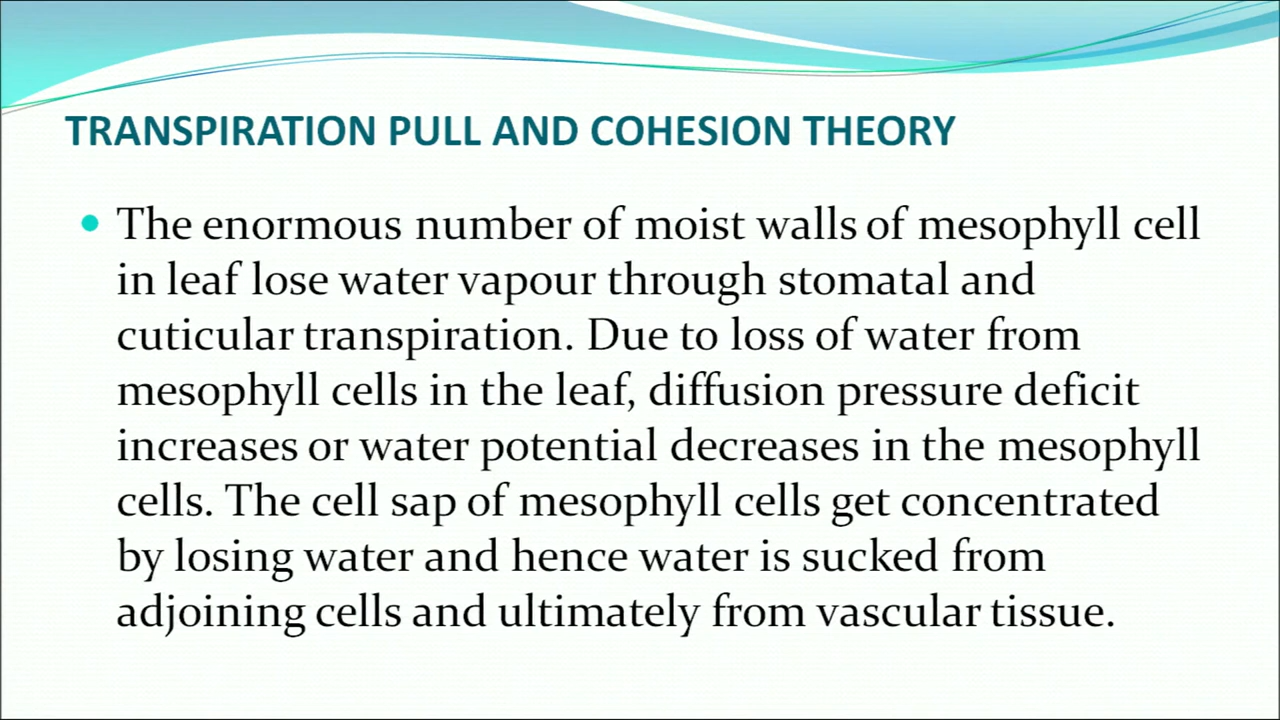 TRANSPIRATION PULL AND COHESION THEORY
The enormous number of moist walls of mesophyll cell
in leaf lose water vapour through stomatal and
cuticular transpiration. Due to loss of water from
mesophyll cells in the leaf, diffusion pressure deficit
increases or water potential decreases in the mesophyll
cells. The cell sap of mesophyll cells get concentrated
by losing water and hence water is sucked from
adjoining cells and ultimately from vascular tissue.